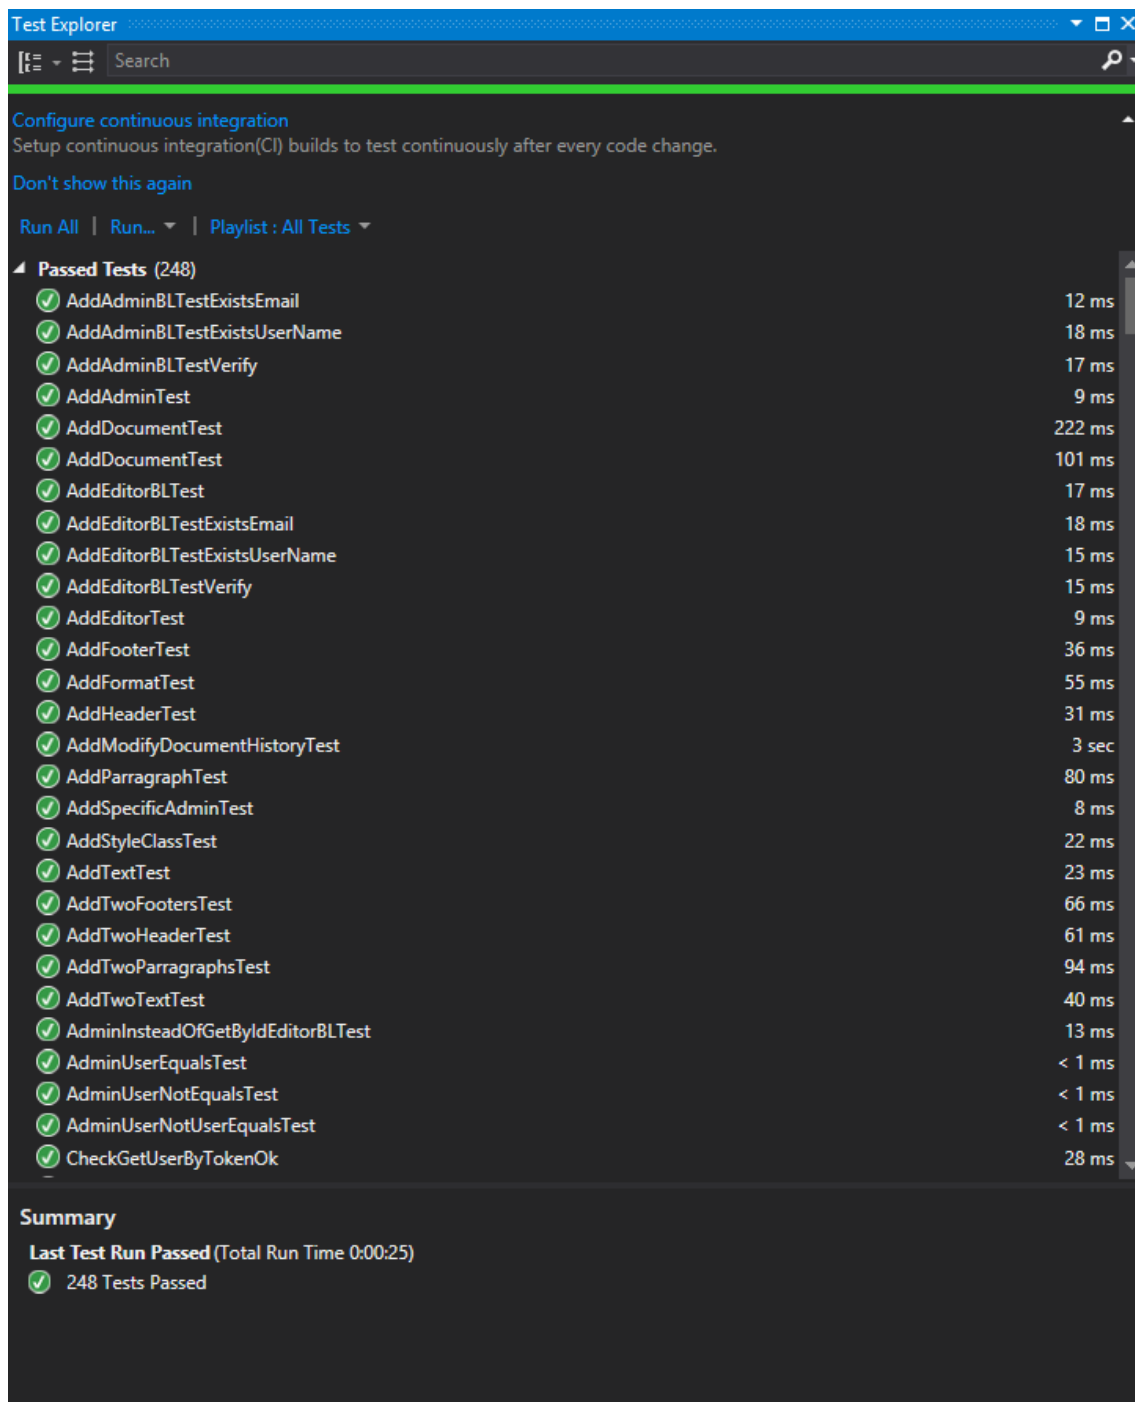 Test Explorer
Search
Configure continuous integration
Setup continuous integration(CI) builds to test continuously after every code change.
Don't show this again
Run All | Run... | Playlist : All Tests
Passed Tests (248)
AddAdminBLTestExistsEmail 12 ms
AddAdminBLTestExistsUserName 18 ms
AddAdminBLTestVerify 17 ms
AddAdminTest 9 ms
AddDocumentTest 222 ms
AddDocumentTest 101 ms
AddEditorBLTest 17 ms
AddEditorBLTestExistsEmail 18 ms
AddEditorBLTestExistsUserName 15 ms
AddEditorBLTestVerify 15 ms
AddEditorTest 9 ms
AddFooterTest 36 ms
AddFormatTest 55 ms
AddHeaderTest 31 ms
AddModifyDocumentHistoryTest 3 sec
AddParragraphTest 80 ms
AddSpecificAdminTest 8 ms
AddStyleClassTest 22 ms
AddTextTest 23 ms
AddTwoFootersTest 66 ms
AddTwoHeaderTest 61 ms
AddTwoParragraphsTest 94 ms
AddTwoTextTest 40 ms
AdminInsteadOfGetByIdEditorBLTest 13 ms
AdminUserEqualsTest < 1 ms
AdminUserNotEqualsTest < 1 ms
AdminUserNotUserEqualsTest < 1 ms
CheckGetUserByTokenOk 28 ms
Summary
Last Test Run Passed (Total Run Time 0:00:25)
248 Tests Passed